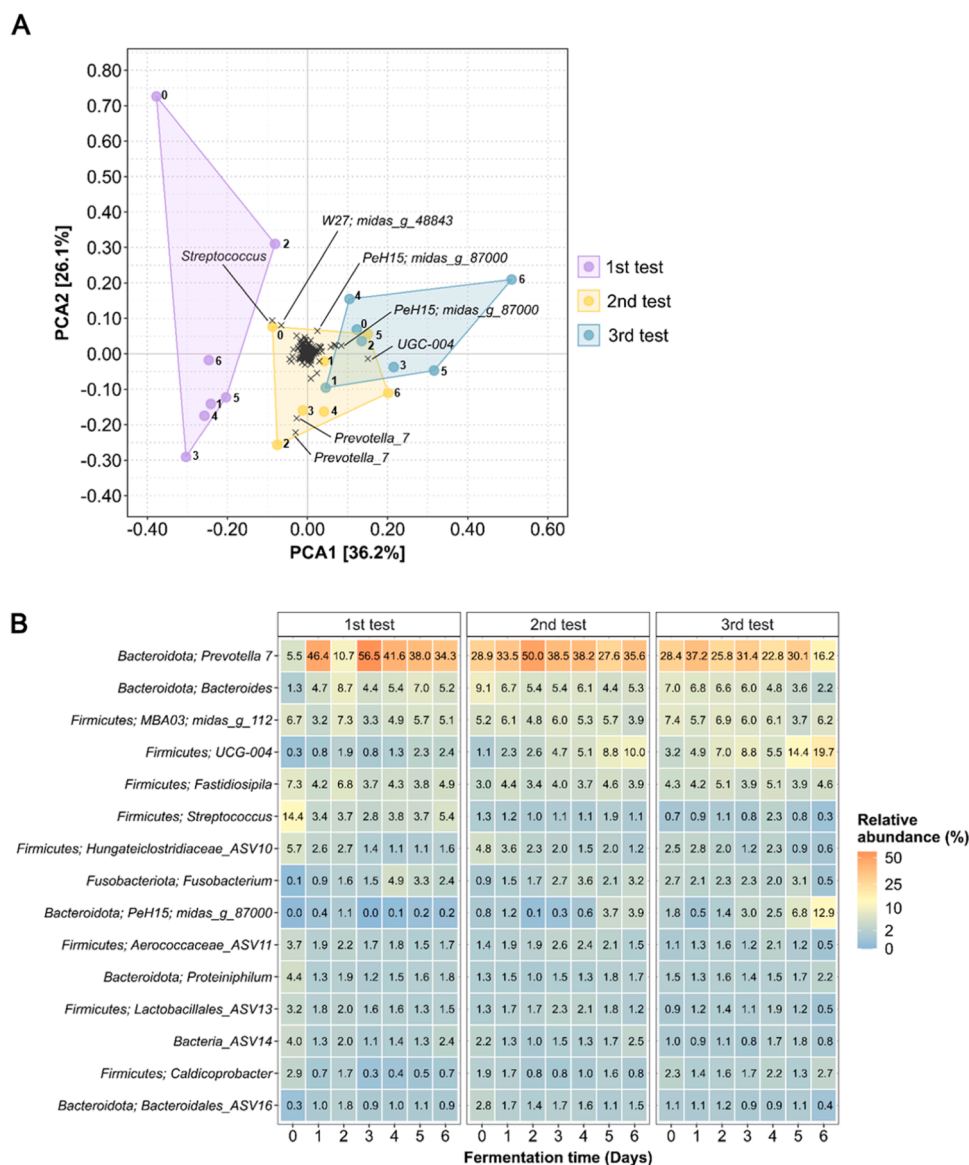 A
0.80
0.70
0.60
0.50
0.40
0.30
0.20
0.10
0.00
-0.10
-0.20
-0.30
-0.40
PCA2 [26.1%]
-0.40 -0.20 0.00 0.20 0.40 0.60
PCA1 [36.2%]
0
2
6
1
5
4
3
Streptococcus
W27; midas_g_48843
PeH15; midas_g_87000
PeH15; midas_g_87000
UGC-004
Prevotella_7
Prevotella_7
0
1
5
6
3
4
2
4
0
2
1
3
5
6
1st test
2nd test
3rd test
B
1st test 2nd test 3rd test
Bacteroidota; Prevotella 7 5.5 46.4 10.7 56.5 41.6 38.0 34.3 28.9 33.5 50.0 38.5 38.2 27.6 35.6 28.4 37.2 25.8 31.4 22.8 30.1 16.2
Bacteroidota; Bacteroides 1.3 4.7 8.7 4.4 5.4 7.0 5.2 9.1 6.7 5.4 5.4 6.1 4.4 5.3 7.0 6.8 6.6 6.0 4.8 3.6 2.2
Firmicutes; MBA03; midas_g_112 6.7 3.2 7.3 3.3 4.9 5.7 5.1 5.2 6.1 4.8 6.0 5.3 5.7 3.9 7.4 5.7 6.9 6.0 6.1 3.7 6.2
Firmicutes; UCG-004 0.3 0.8 1.9 0.8 1.3 2.3 2.4 1.1 2.3 2.6 4.7 5.1 8.8 10.0 3.2 4.9 7.0 8.8 5.5 14.4 19.7
Firmicutes; Fastidiosipila 7.3 4.2 6.8 3.7 4.3 3.8 4.9 3.0 4.4 3.4 4.0 3.7 4.6 3.9 4.3 4.2 5.1 3.9 5.1 3.9 4.6
Firmicutes; Streptococcus 14.4 3.4 3.7 2.8 3.8 3.7 5.4 1.3 1.2 1.0 1.1 1.1 1.9 1.1 0.7 0.9 1.1 0.8 2.3 0.8 0.3
Firmicutes; Hungateiclostridiaceae_ASV10 5.7 2.6 2.7 1.4 1.1 1.1 1.6 4.8 3.6 2.3 2.0 1.5 2.0 1.2 2.5 2.8 2.0 1.2 2.3 0.9 0.6
Fusobacteriota; Fusobacterium 0.1 0.9 1.6 1.5 4.9 3.3 2.4 0.9 1.5 1.7 2.7 3.6 2.1 3.2 2.7 2.1 2.3 2.3 2.0 3.1 0.5
Bacteroidota; PeH15; midas_g_87000 0.0 0.4 1.1 0.0 0.1 0.2 0.2 0.8 1.2 0.1 0.3 0.6 3.7 3.9 1.8 0.5 1.4 3.0 2.5 6.8 12.9
Firmicutes; Aerococcaceae_ASV11 3.7 1.9 2.2 1.7 1.8 1.5 1.7 1.4 1.9 1.9 2.6 2.4 2.1 1.5 1.1 1.3 1.6 1.2 2.1 1.2 0.5
Bacteroidota; Proteiniphilum 4.4 1.3 1.9 1.2 1.5 1.6 1.8 1.3 1.5 1.0 1.5 1.3 1.8 1.7 1.5 1.3 1.6 1.4 1.5 1.7 2.2
Firmicutes; Lactobacillales_ASV13 3.2 1.8 2.0 1.6 1.6 1.3 1.5 1.3 1.7 1.7 2.3 2.1 1.8 1.2 0.9 1.2 1.4 1.1 1.9 1.2 0.5
Bacteria_ASV14 4.0 1.3 2.0 1.1 1.4 1.3 2.4 2.2 1.3 1.0 1.5 1.3 1.7 2.5 1.0 0.9 1.1 0.8 1.7 1.8 0.8
Firmicutes; Caldicoprobacter 2.9 0.7 1.7 0.3 0.4 0.5 0.7 1.9 1.7 0.8 0.8 1.0 1.6 0.8 2.3 1.4 1.6 1.7 2.2 1.3 2.7
Bacteroidota; Bacteroidales_ASV16 0.3 1.0 1.8 0.9 1.0 1.1 0.9 2.8 1.7 1.4 1.7 1.6 1.1 1.5 1.1 1.1 1.2 0.9 0.9 1.1 0.4
0 1 2 3 4 5 6 0 1 2 3 4 5 6 0 1 2 3 4 5 6
Fermentation time (Days)
Relative
abundance (%)
50
25
10
2
0